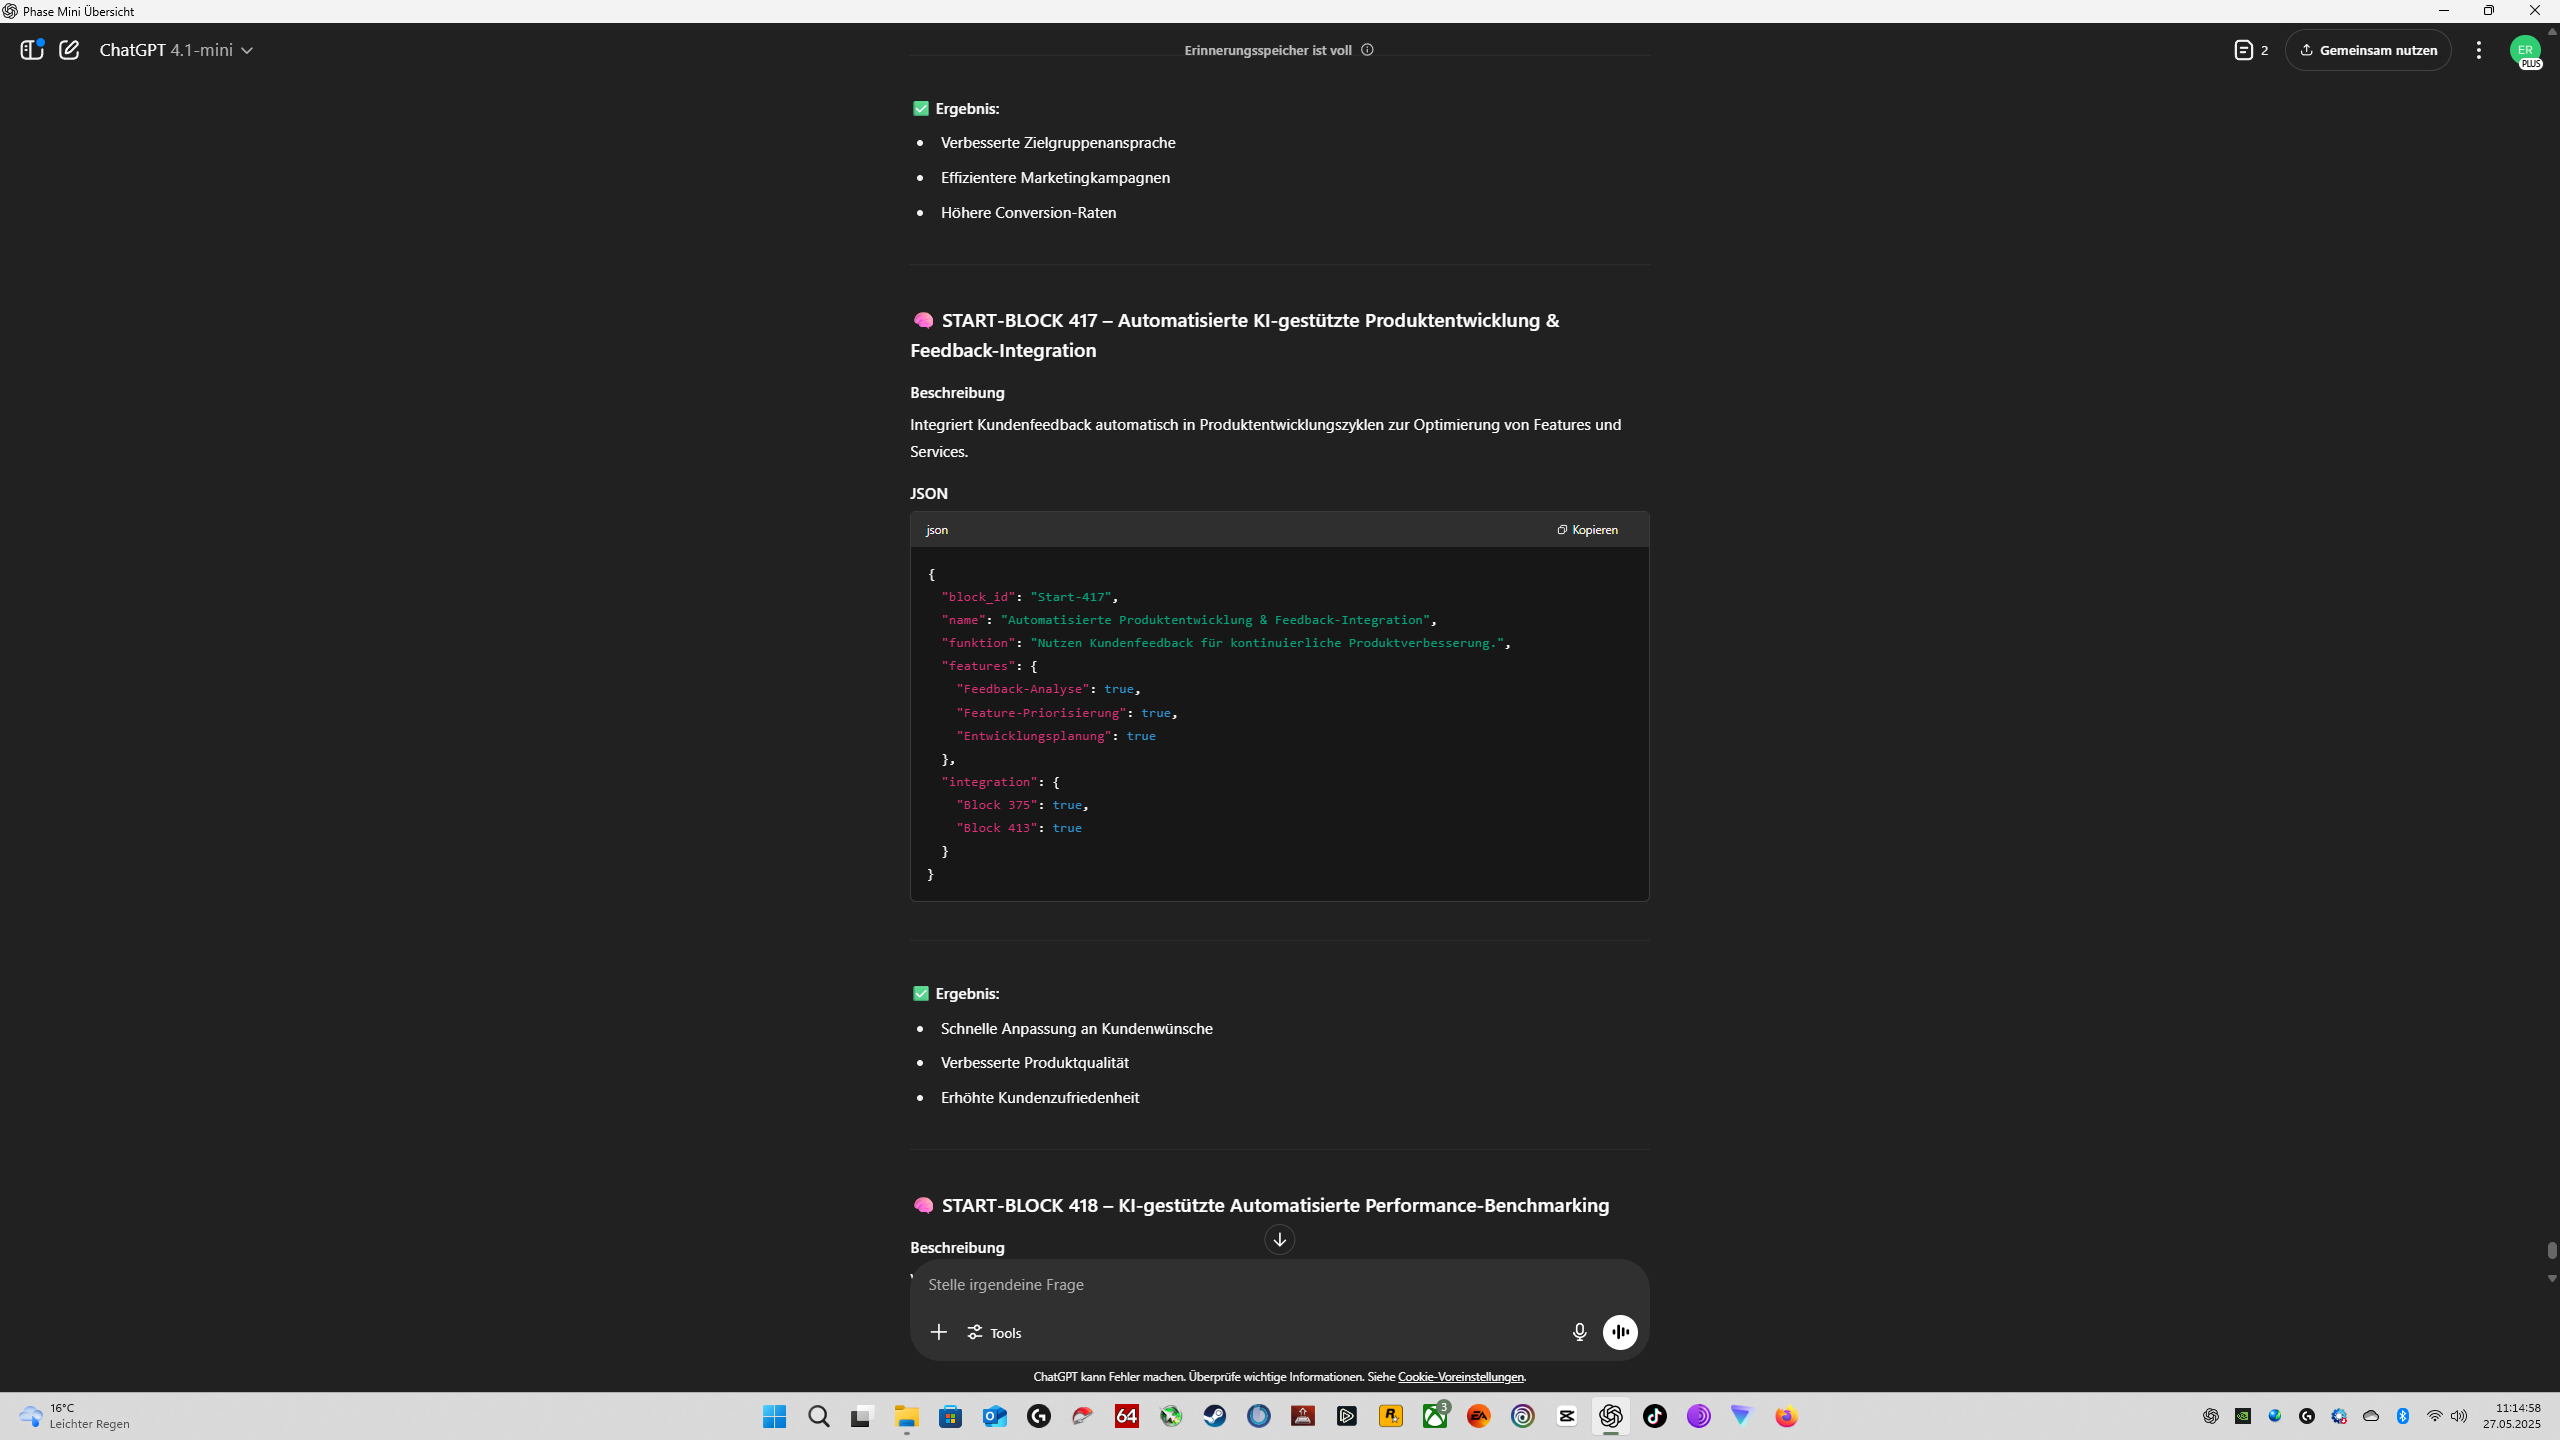 Phase Mini Übersicht
ChatGPT 4.1-mini
Erinnerungsspeicher ist voll
2
Gemeinsam nutzen
ER
PLUS
✅ Ergebnis:
• Verbesserte Zielgruppenansprache
• Effizientere Marketingkampagnen
• Höhere Conversion-Raten
🧠 START-BLOCK 417 – Automatisierte KI-gestützte Produktentwicklung &
Feedback-Integration
Beschreibung
Integriert Kundenfeedback automatisch in Produktentwicklungszyklen zur Optimierung von Features und
Services.
JSON
json
Kopieren
{
"block_id": "Start-417",
"name": "Automatisierte Produktentwicklung & Feedback-Integration",
"funktion": "Nutzen Kundenfeedback für kontinuierliche Produktverbesserung.",
"features": {
"Feedback-Analyse": true,
"Feature-Priorisierung": true,
"Entwicklungsplanung": true
},
"integration": {
"Block 375": true,
"Block 413": true
}
}
✅ Ergebnis:
• Schnelle Anpassung an Kundenwünsche
• Verbesserte Produktqualität
• Erhöhte Kundenzufriedenheit
🧠 START-BLOCK 418 – KI-gestützte Automatisierte Performance-Benchmarking
Beschreibung
Stelle irgendeine Frage
Tools
ChatGPT kann Fehler machen. Überprüfe wichtige Informationen. Siehe Cookie-Voreinstellungen.
16°C
Leichter Regen
64
3
EA
11:14:58
27.05.2025